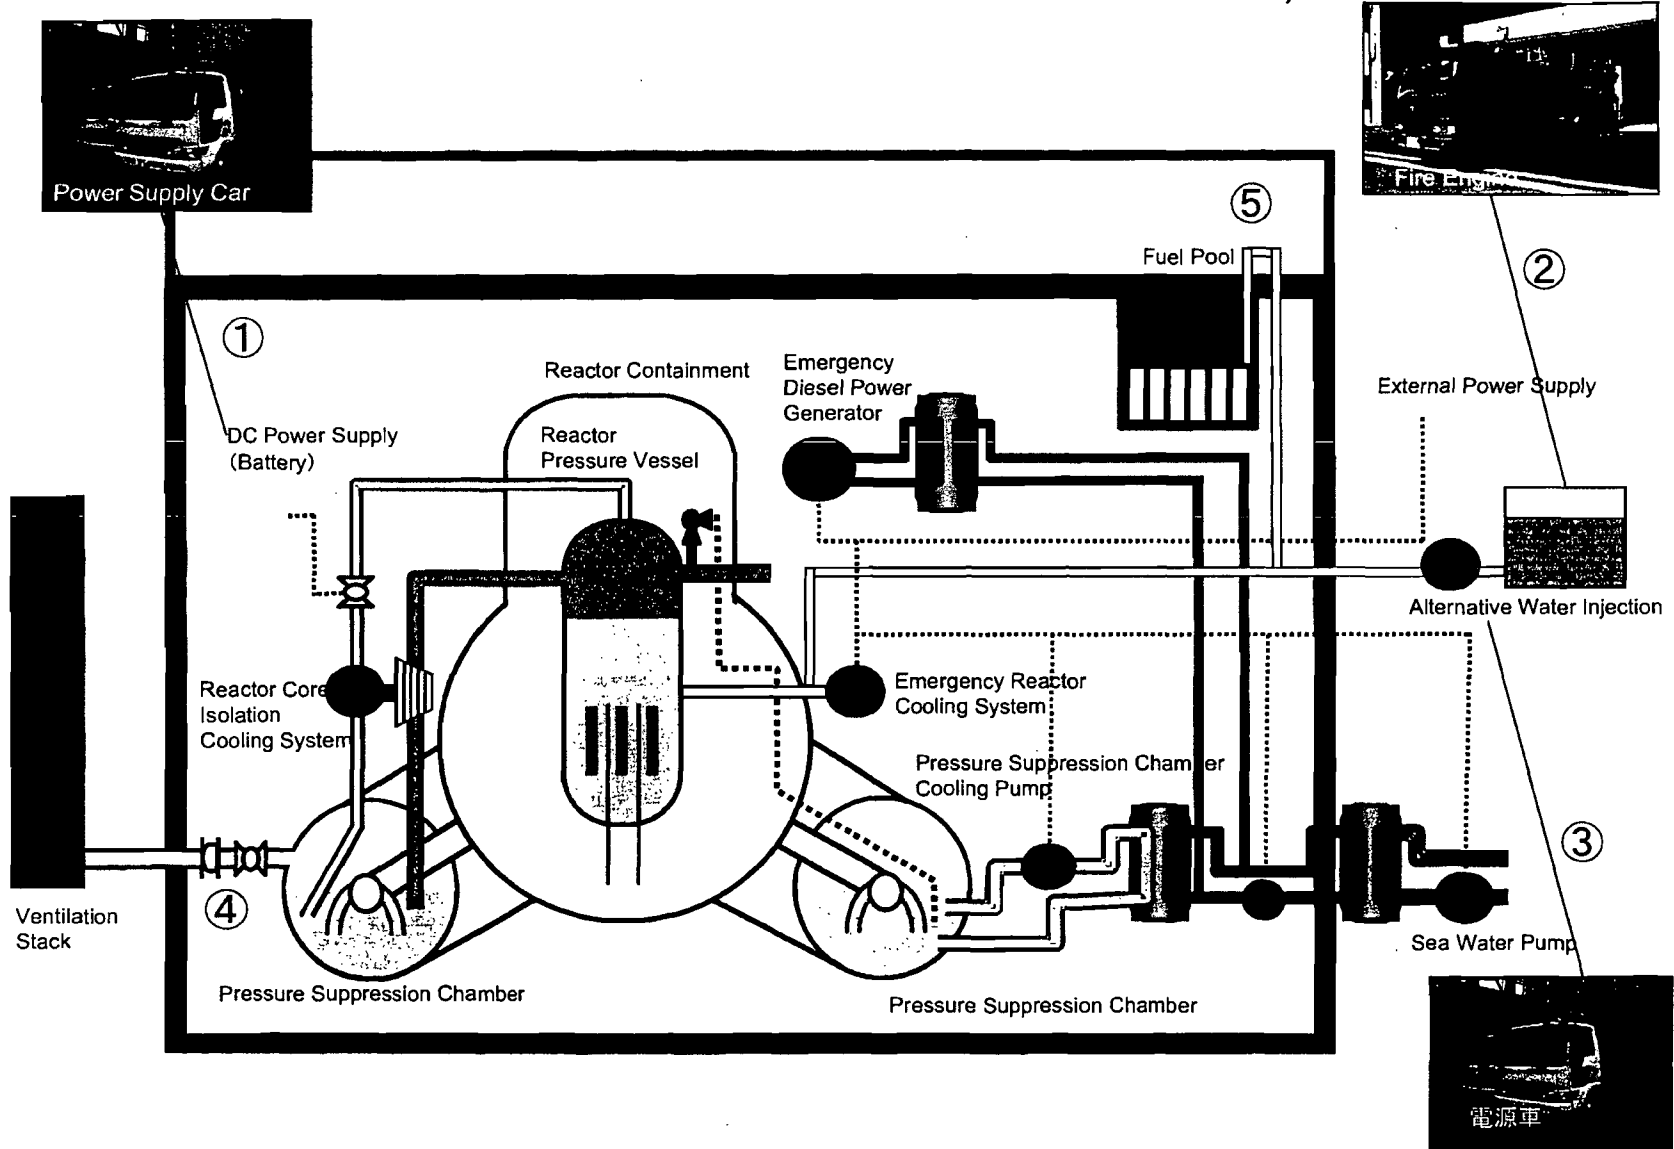 Power Supply Car
Fire Engine
⑤
Fuel Pool
②
①
Reactor Containment
Emergency
Diesel Power
Generator
External Power Supply
DC Power Supply
(Battery)
Reactor
Pressure Vessel
Alternative Water Injection
Reactor Core
Isolation
Cooling System
Emergency Reactor
Cooling System
Pressure Suppression Chamber
Cooling Pump
③
④
Ventilation
Stack
Sea Water Pump
Pressure Suppression Chamber
Pressure Suppression Chamber
電源車